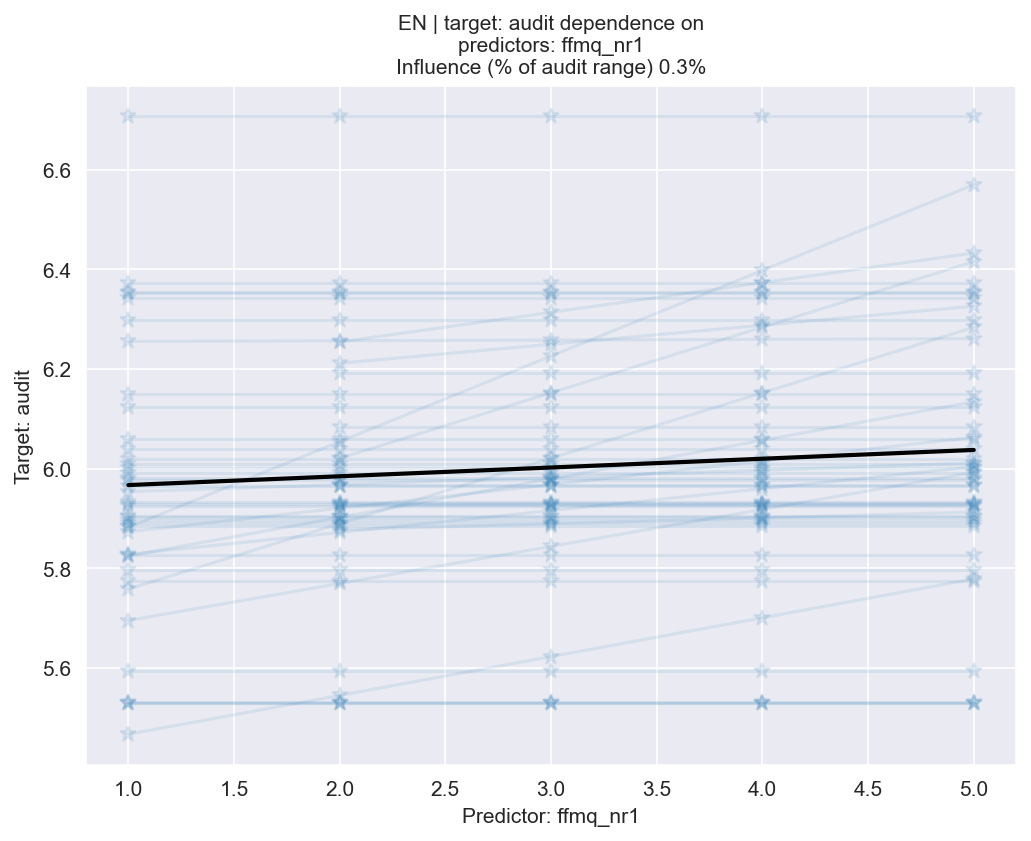 EN | target: audit dependence on
predictors: ffmq_nr1
Influence (% of audit range) 0.3%
Target: audit
6.6
6.4
6.2
6.0
5.8
5.6
1.0 1.5 2.0 2.5 3.0 3.5 4.0 4.5 5.0
Predictor: ffmq_nr1